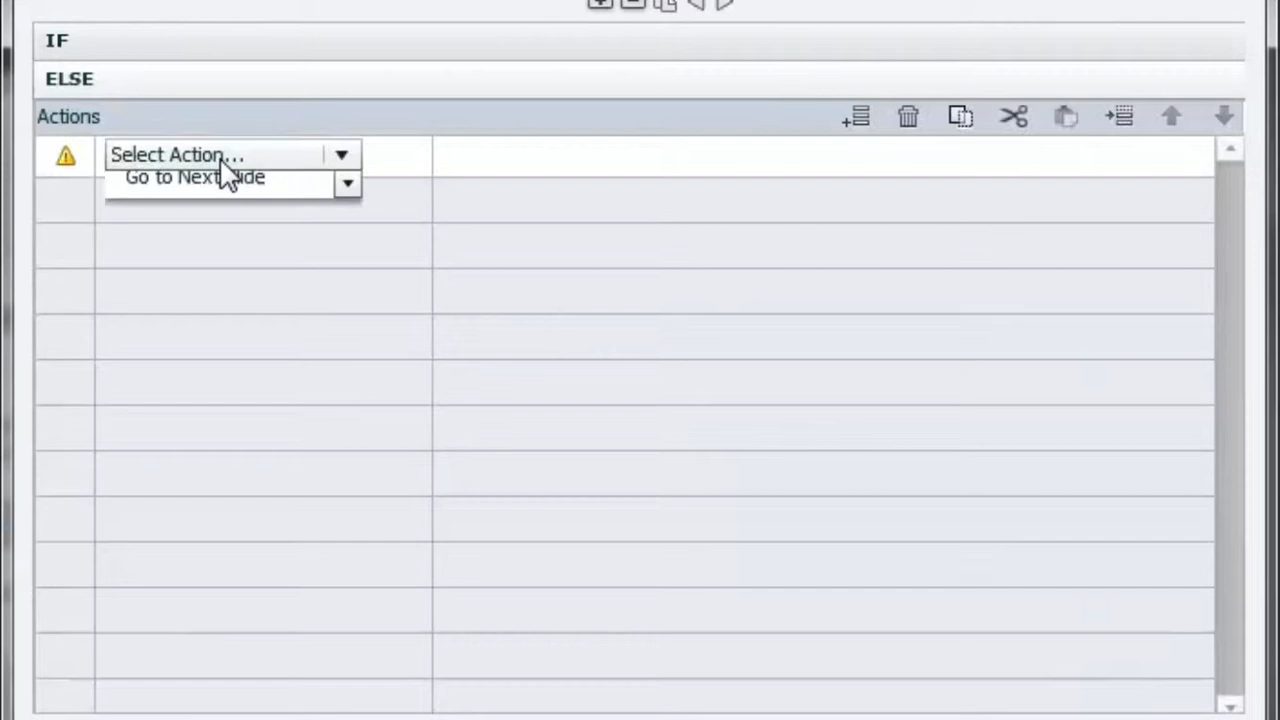 IF
ELSE
Actions
Select Action...
Go to Next